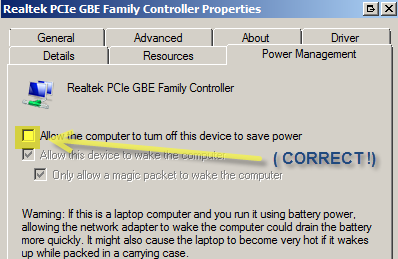 Realtek PCIe GBE Family Controller Properties
General Advanced About Driver
Details Resources Power Management
Realtek PCIe GBE Family Controller
Allow the computer to turn off this device to save power
Allow this device to wake the computer
( CORRECT !)
Only allow a magic packet to wake the computer
Warning: If this is a laptop computer and you run it using battery power,
allowing the network adapter to wake the computer could drain the battery
more quickly. It might also cause the laptop to become very hot if it wakes
up while packed in a carrying case.